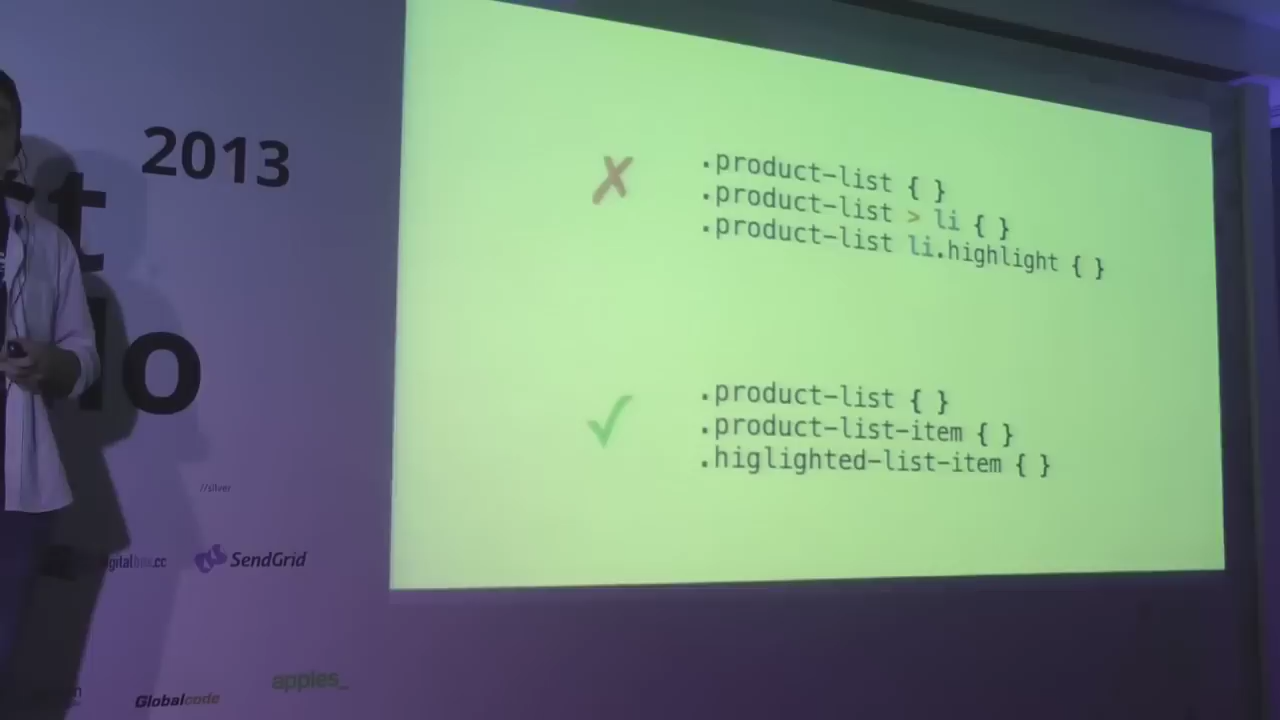 2013
.product-list { }
.product-list > li { }
.product-list li.highlight { }
.product-list { }
.product-list-item { }
.higlighted-list-item { }
//silver
SendGrid
Globalcode
apples_